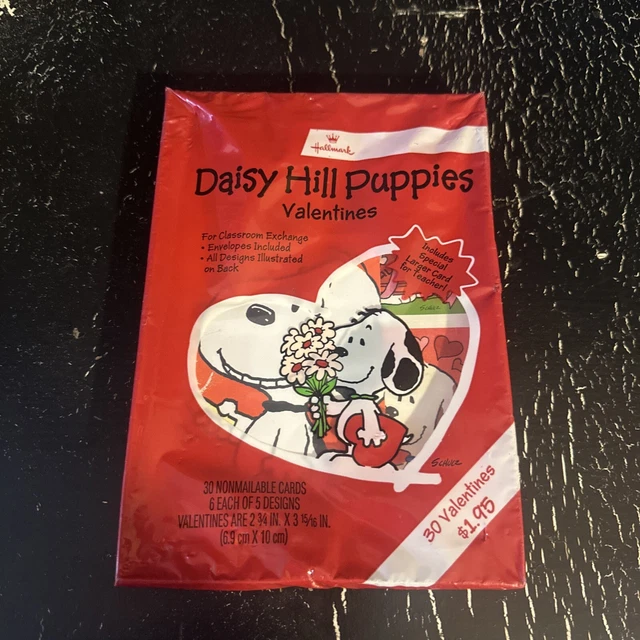 Hallmark
Daisy Hill Puppies
Valentines
For Classroom Exchange
• Envelopes Included
• All Designs Illustrated
on Back
Includes
Special
Larger Card
for Teacher!
SCHULZ
SCHULZ
30 NONMAILABLE CARDS
6 EACH OF 5 DESIGNS
VALENTINES ARE 2 3/4 IN. X 3 15/16 IN.
(6.9 cm X 10 cm)
30 Valentines
$1.95